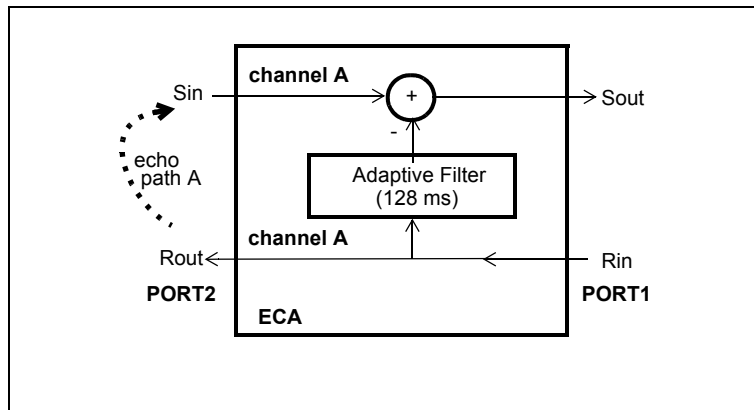 channel A
Sin
+
Sout
-
echo
path A
Adaptive Filter
(128 ms)
channel A
Rout
Rin
PORT2
PORT1
ECA